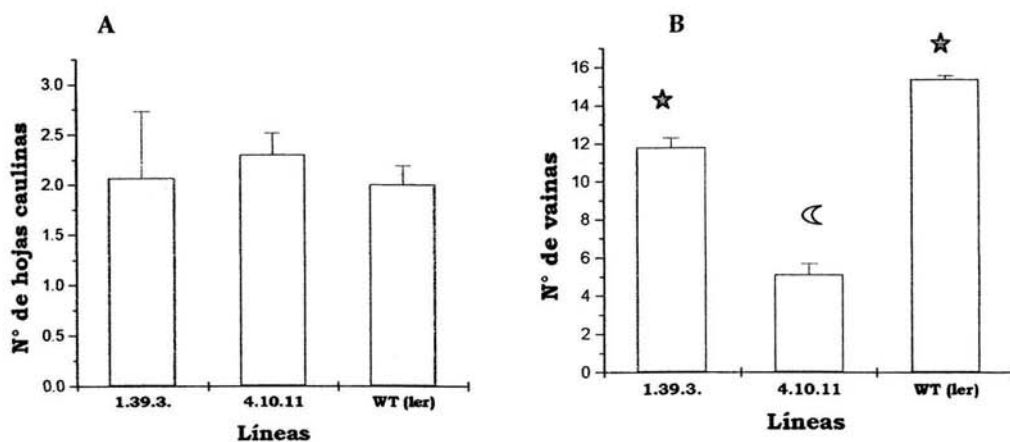 A
N° de hojas caulinas
3.0
2.5
2.0
1.5
1.0
0.5
0.0
1.39.3.
4.10.11
WT (ler)
Líneas
B
N° de vainas
16
14
12
10
8
6
4
2
0
1.39.3.
4.10.11
WT (ler)
Líneas